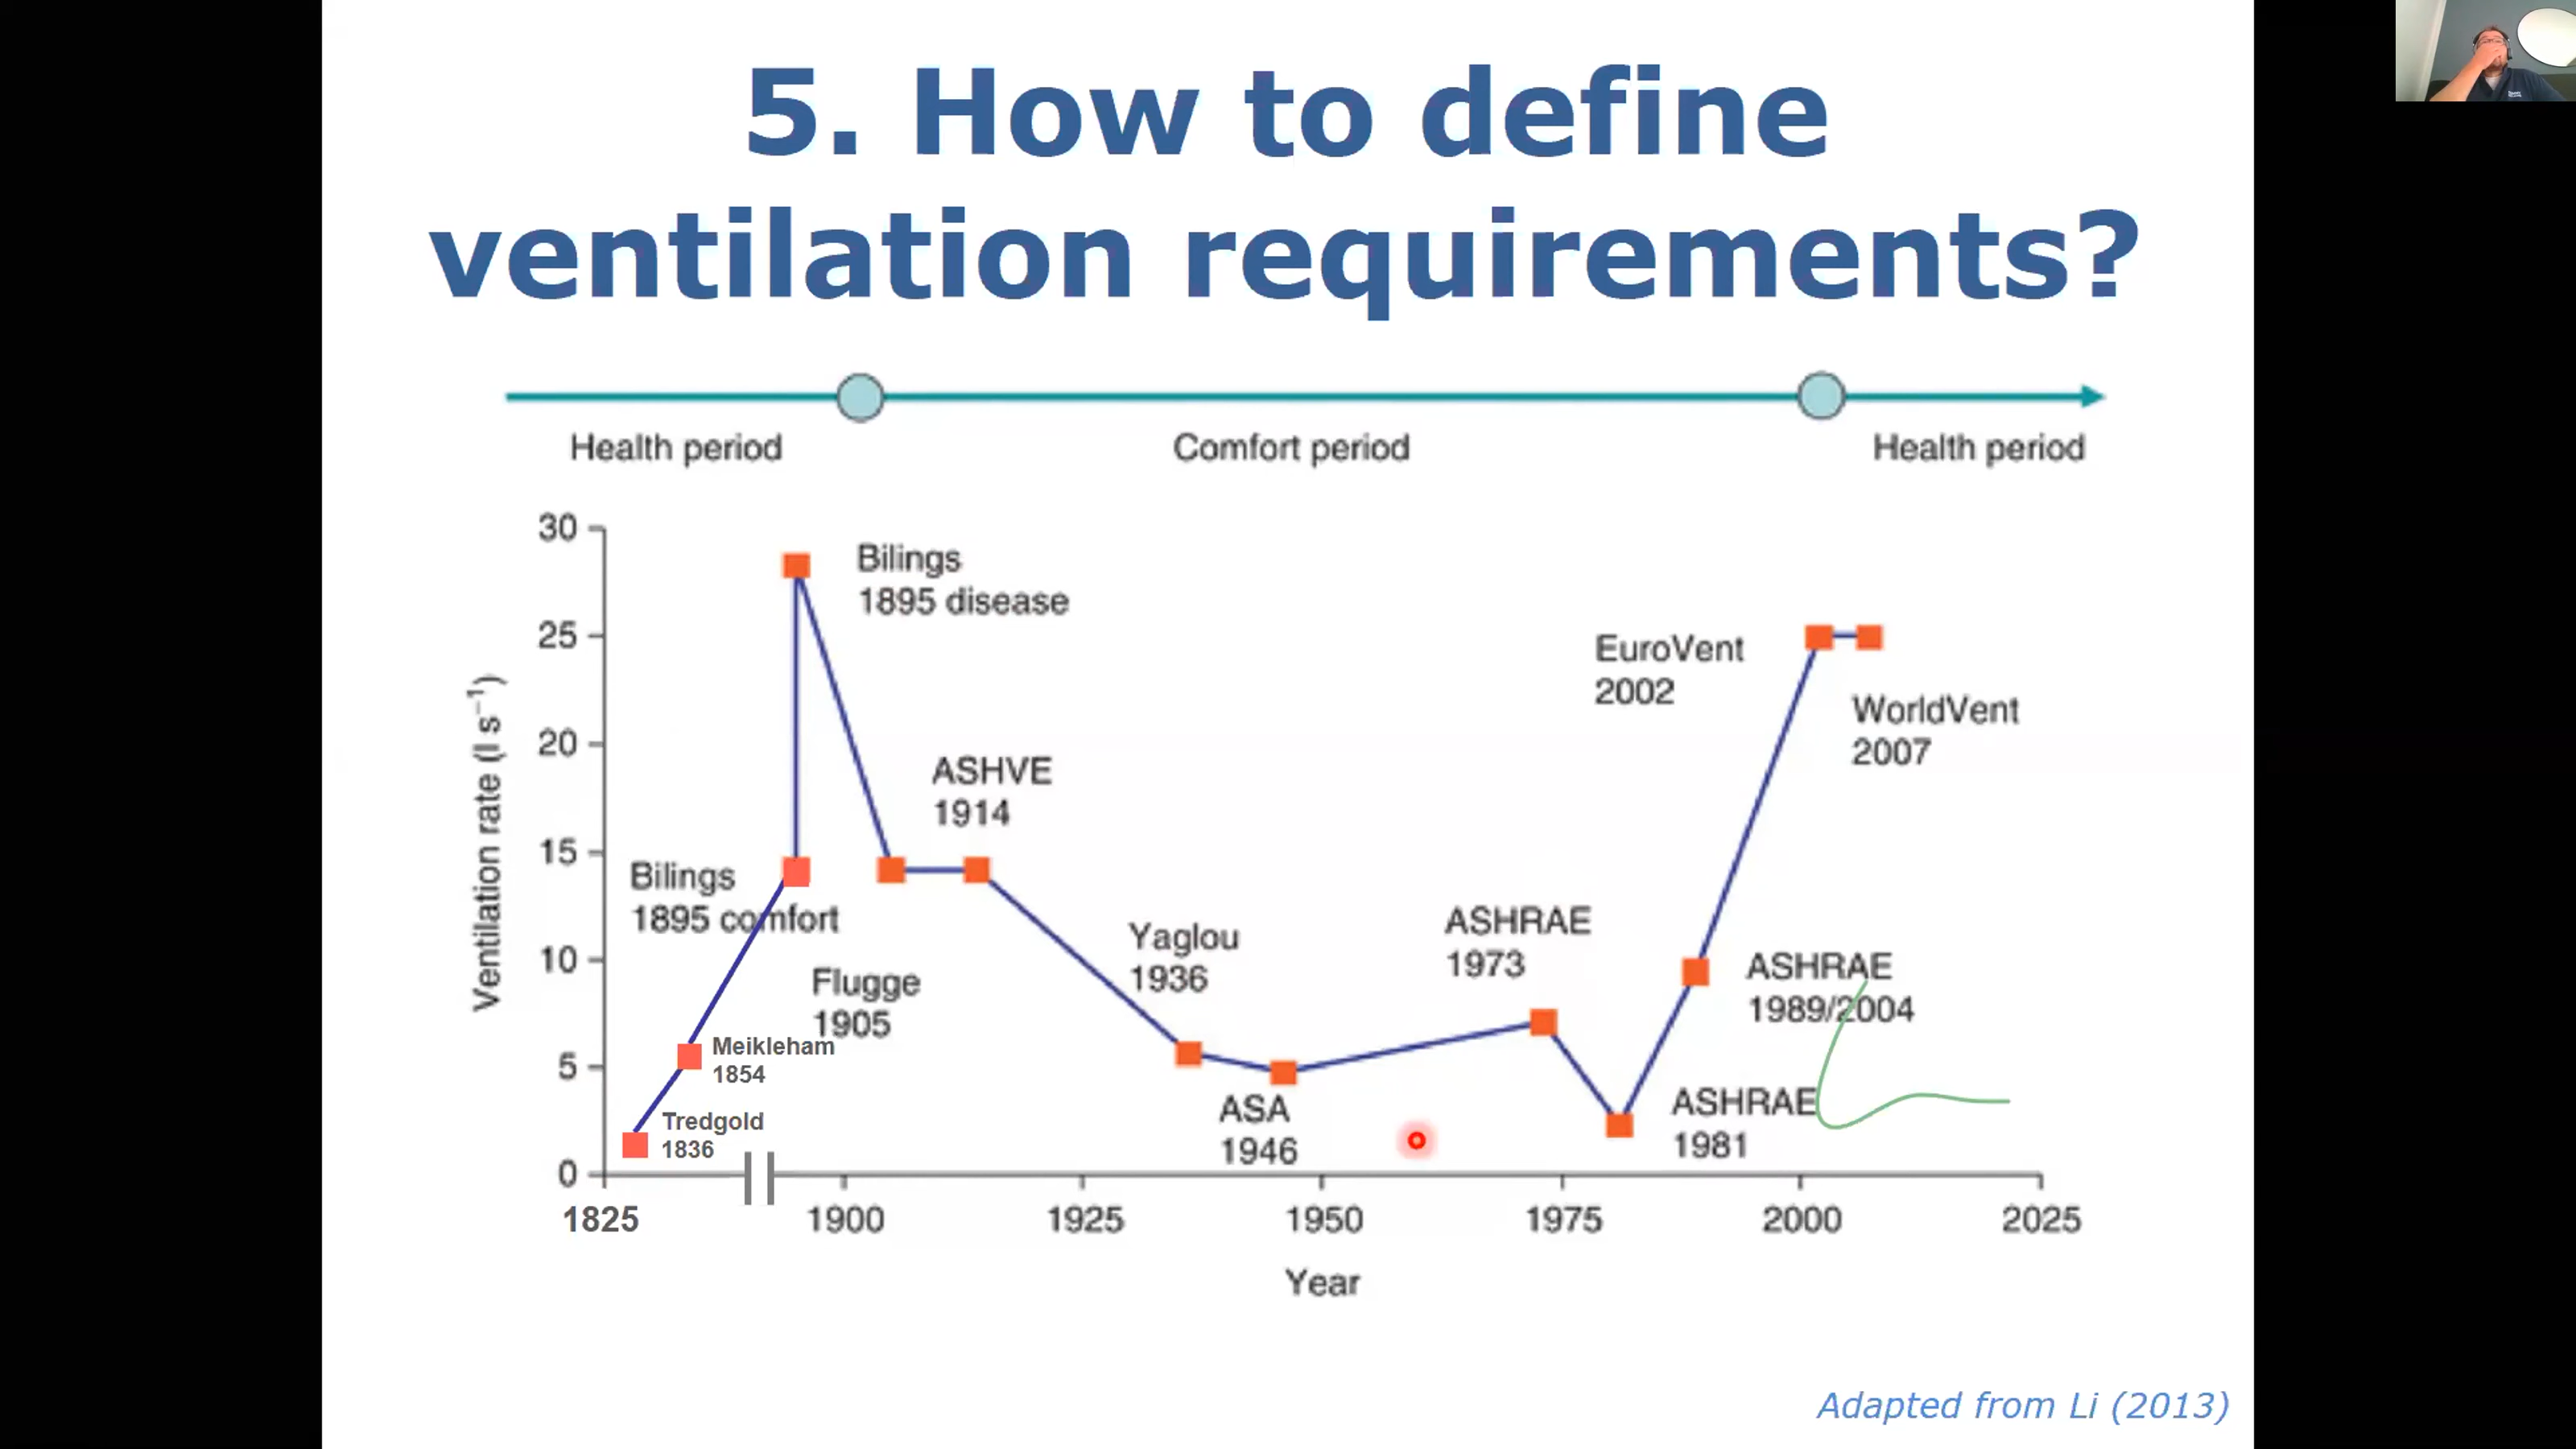 5. How to define
ventilation requirements?
Health period
Comfort period
Health period
30
25
20
15
10
5
0
Ventilation rate (l s⁻¹)
Bilings
1895 disease
EuroVent
2002
WorldVent
2007
ASHVE
1914
Bilings
1895 comfort
Yaglou
1936
ASHRAE
1973
ASHRAE
1989/2004
Flugge
1905
Meikleham
1854
Tredgold
1836
ASA
1946
ASHRAE
1981
1825
1900
1925
1950
1975
2000
2025
Year
Adapted from Li (2013)